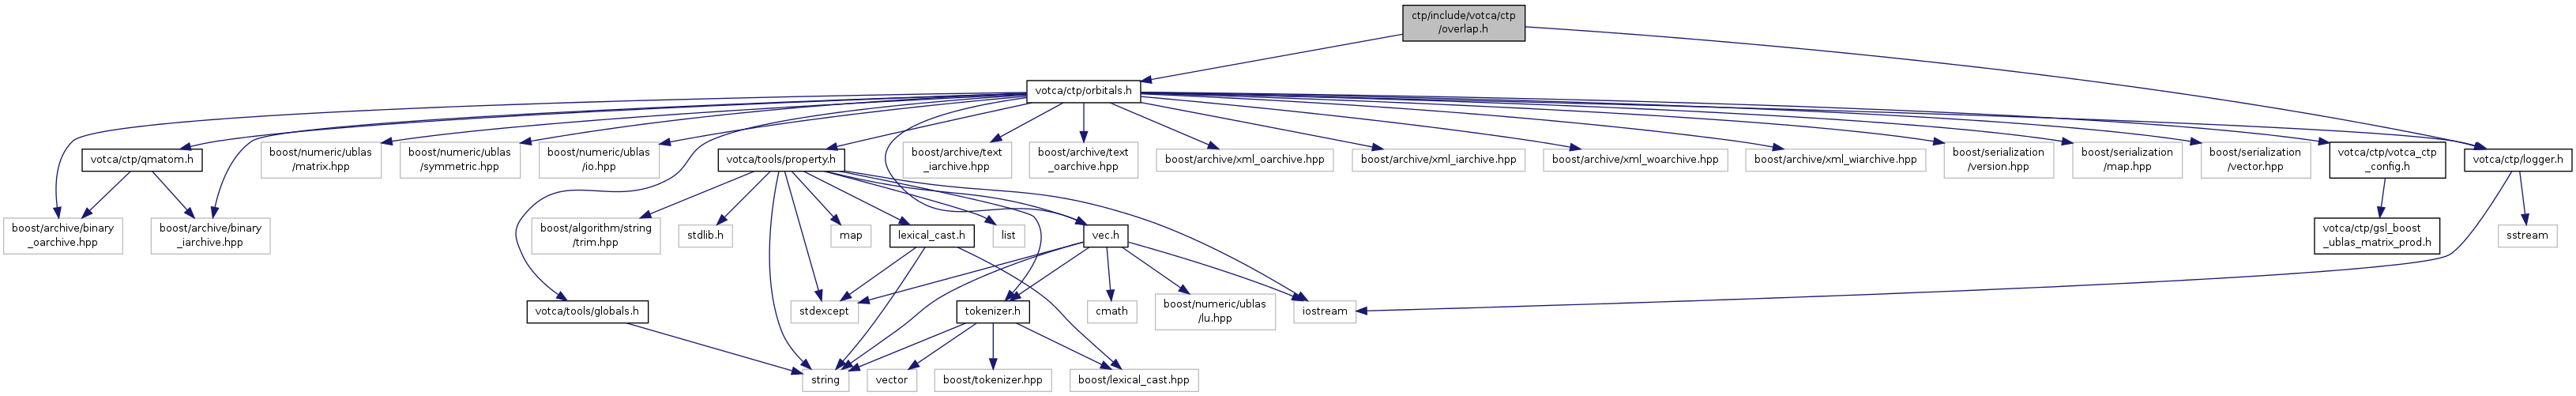 ctp/include/votca/ctp
/overlap.h
votca/ctp/orbitals.h
votca/ctp/qmatom.h
boost/numeric/ublas
/matrix.hpp
boost/numeric/ublas
/symmetric.hpp
boost/numeric/ublas
/io.hpp
votca/tools/property.h
boost/archive/text
_iarchive.hpp
boost/archive/text
_oarchive.hpp
boost/archive/xml_oarchive.hpp
boost/archive/xml_iarchive.hpp
boost/archive/xml_woarchive.hpp
boost/archive/xml_wiarchive.hpp
boost/serialization
/version.hpp
boost/serialization
/map.hpp
boost/serialization
/vector.hpp
votca/ctp/votca_ctp
_config.h
votca/ctp/logger.h
boost/archive/binary
_oarchive.hpp
boost/archive/binary
_iarchive.hpp
boost/algorithm/string
/trim.hpp
stdlib.h
map
lexical_cast.h
list
vec.h
votca/ctp/gsl_boost
_ublas_matrix_prod.h
sstream
votca/tools/globals.h
stdexcept
tokenizer.h
cmath
boost/numeric/ublas
/lu.hpp
iostream
string
vector
boost/tokenizer.hpp
boost/lexical_cast.hpp